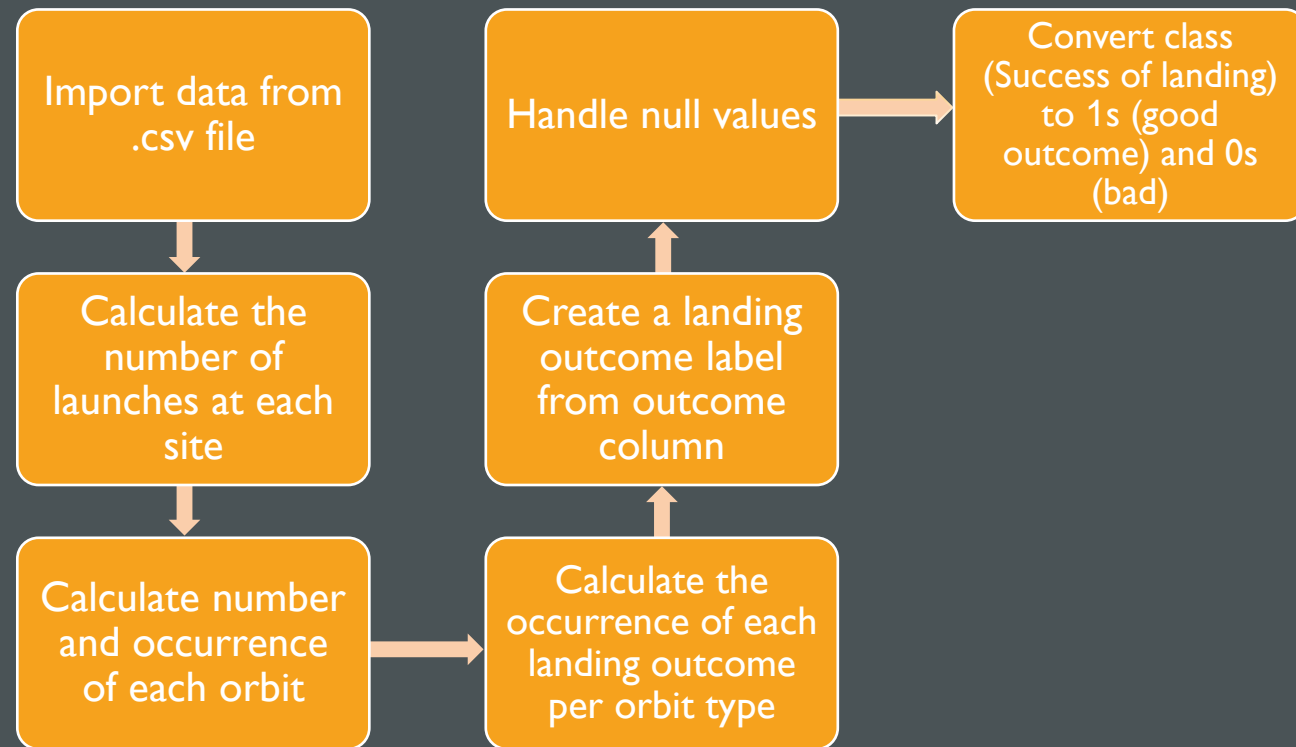 Import data from
.csv file
Calculate the
number of
launches at each
site
Calculate number
and occurrence
of each orbit
Calculate the
occurrence of each
landing outcome
per orbit type
Create a landing
outcome label
from outcome
column
Handle null values
Convert class
(Success of landing)
to 1s (good
outcome) and 0s
(bad)